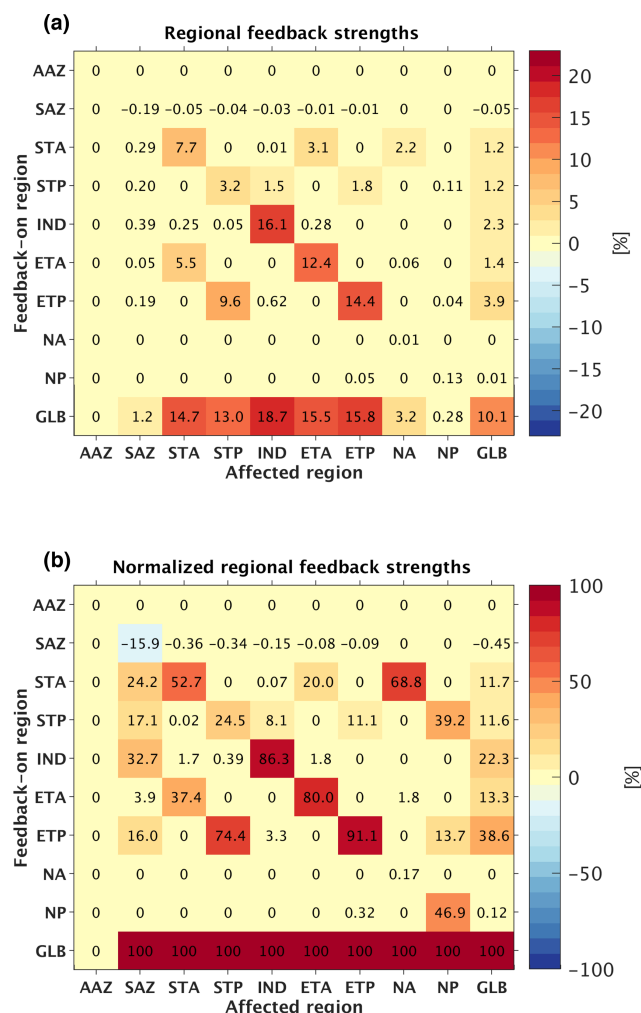 (a)
Regional feedback strengths
AAZ 0 0 0 0 0 0 0 0 0 0
SAZ 0 −0.19 −0.05 −0.04 −0.03 −0.01 −0.01 0 0 −0.05
STA 0 0.29 7.7 0 0.01 3.1 0 2.2 0 1.2
STP 0 0.20 0 3.2 1.5 0 1.8 0 0.11 1.2
IND 0 0.39 0.25 0.05 16.1 0.28 0 0 0 2.3
ETA 0 0.05 5.5 0 0 12.4 0 0.06 0 1.4
ETP 0 0.19 0 9.6 0.62 0 14.4 0 0.04 3.9
NA 0 0 0 0 0 0 0 0.01 0 0
NP 0 0 0 0 0 0 0.05 0 0.13 0.01
GLB 0 1.2 14.7 13.0 18.7 15.5 15.8 3.2 0.28 10.1
AAZ SAZ STA STP IND ETA ETP NA NP GLB
Affected region
Feedback−on region
20
15
10
5
0
−5
−10
−15
−20
[%]
(b)
Normalized regional feedback strengths
AAZ 0 0 0 0 0 0 0 0 0 0
SAZ 0 −15.9 −0.36 −0.34 −0.15 −0.08 −0.09 0 0 −0.45
STA 0 24.2 52.7 0 0.07 20.0 0 68.8 0 11.7
STP 0 17.1 0.02 24.5 8.1 0 11.1 0 39.2 11.6
IND 0 32.7 1.7 0.39 86.3 1.8 0 0 0 22.3
ETA 0 3.9 37.4 0 0 80.0 0 1.8 0 13.3
ETP 0 16.0 0 74.4 3.3 0 91.1 0 13.7 38.6
NA 0 0 0 0 0 0 0 0.17 0 0
NP 0 0 0 0 0 0 0.32 0 46.9 0.12
GLB 0 100 100 100 100 100 100 100 100 100
AAZ SAZ STA STP IND ETA ETP NA NP GLB
Affected region
Feedback−on region
100
50
0
−50
−100
[%]